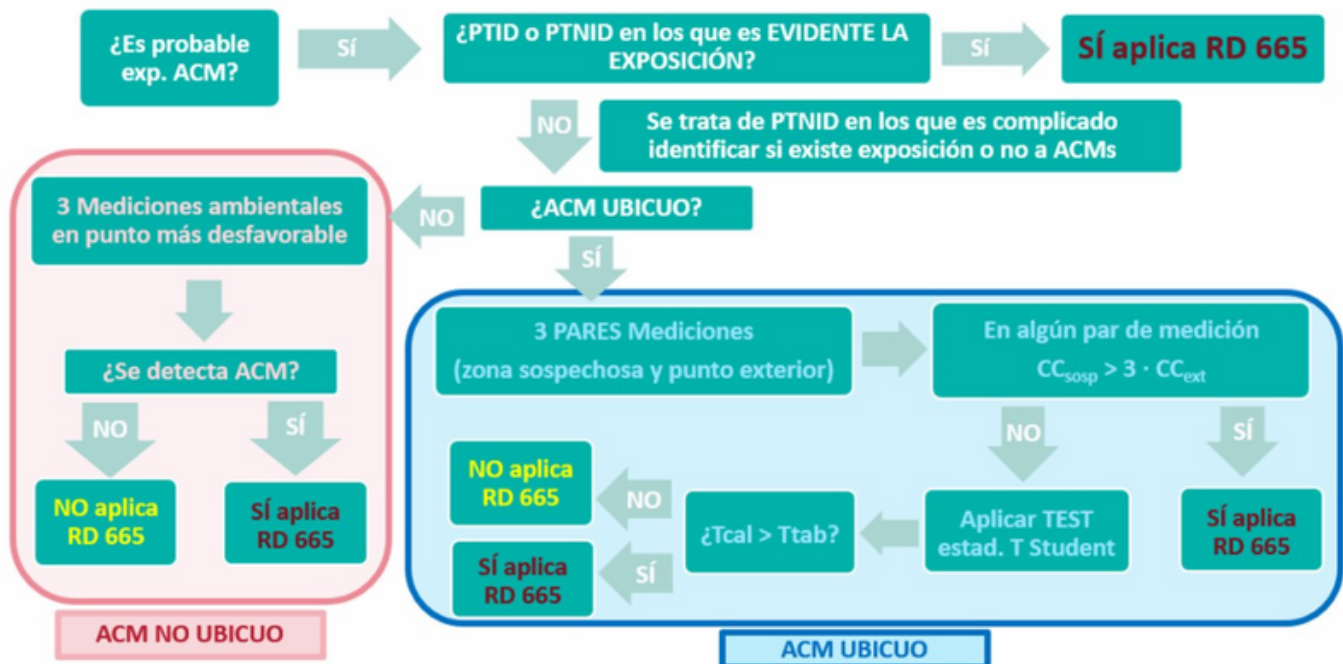 ¿Es probable
exp. ACM?
SÍ
¿PTID o PTNID en los que es EVIDENTE LA
EXPOSICIÓN?
SÍ
SÍ aplica RD 665
NO
Se trata de PTNID en los que es complicado
identificar si existe exposición o no a ACMs
¿ACM UBICUO?
NO
SÍ
3 Mediciones ambientales
en punto más desfavorable
¿Se detecta ACM?
NO
SÍ
NO aplica
RD 665
SÍ aplica
RD 665
ACM NO UBICUO
3 PARES Mediciones
(zona sospechosa y punto exterior)
En algún par de medición
CCsosp > 3 · CCext
NO
SÍ
SÍ aplica
RD 665
Aplicar TEST
estad. T Student
¿Tcal > Ttab?
NO
NO aplica
RD 665
SÍ
SÍ aplica
RD 665
ACM UBICUO